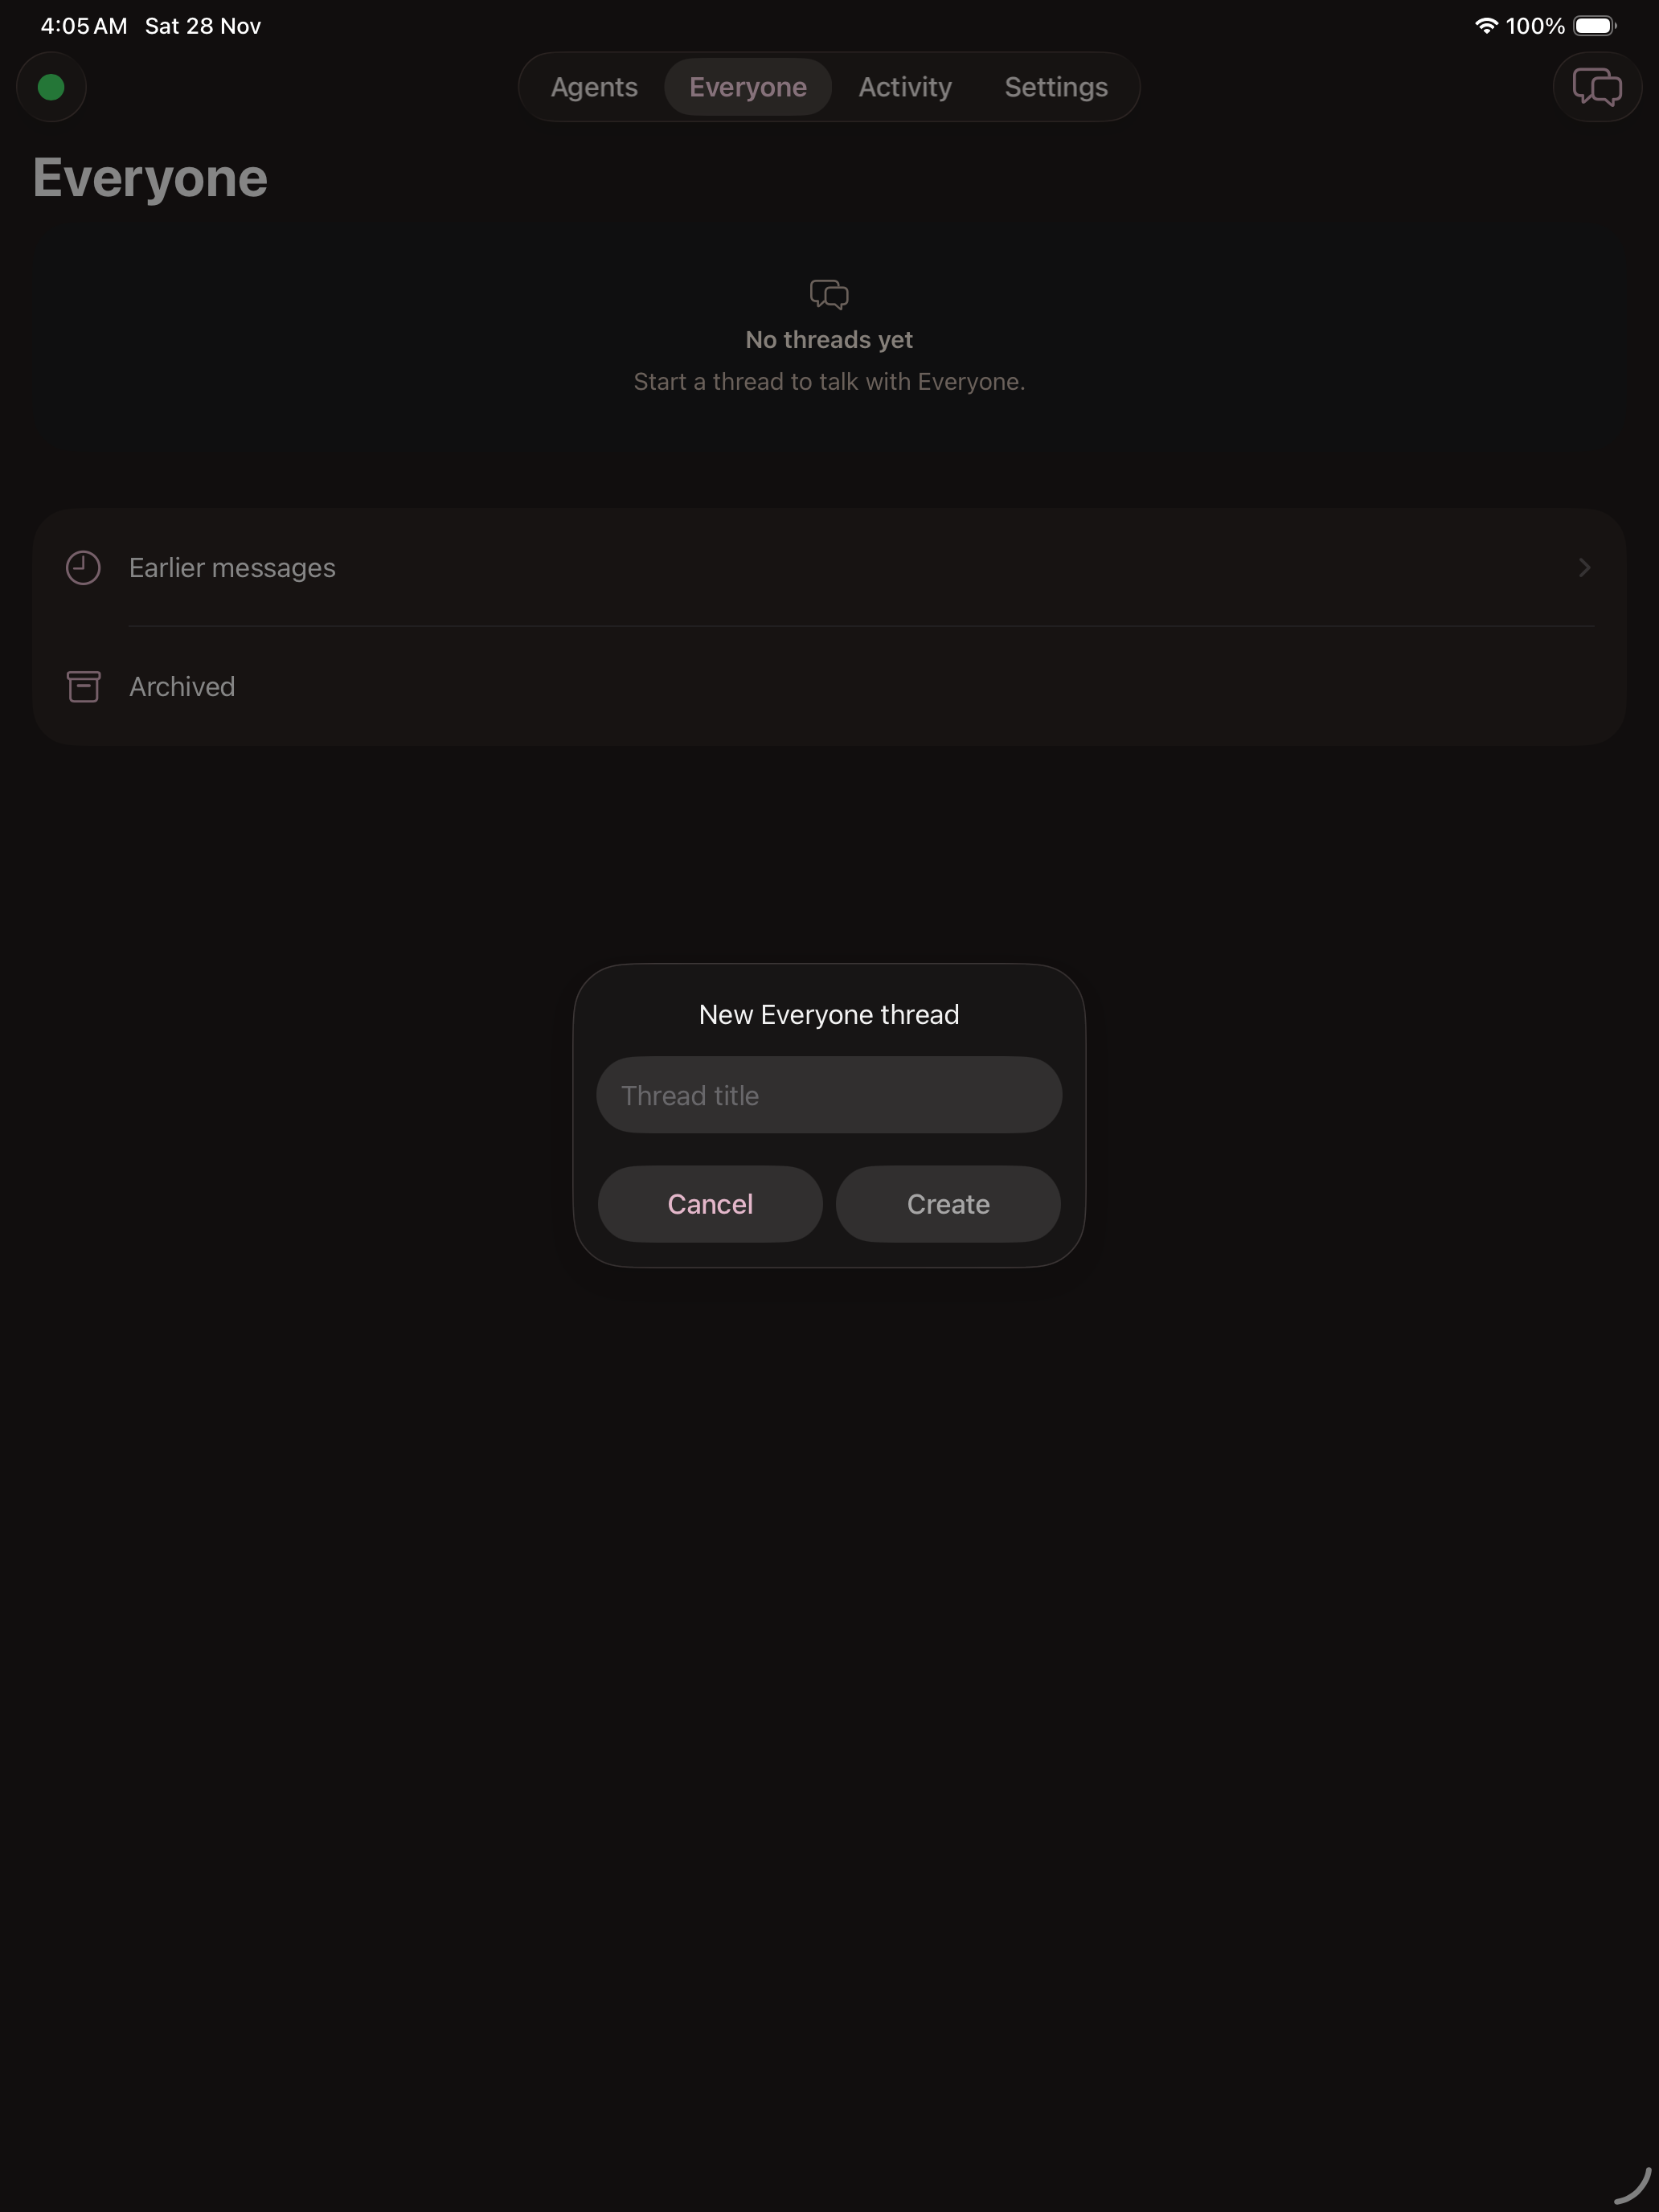 4:05 AM Sat 28 Nov 100%
Agents Everyone Activity Settings
Everyone
No threads yet
Start a thread to talk with Everyone.
Earlier messages
Archived
New Everyone thread
Thread title
Cancel Create